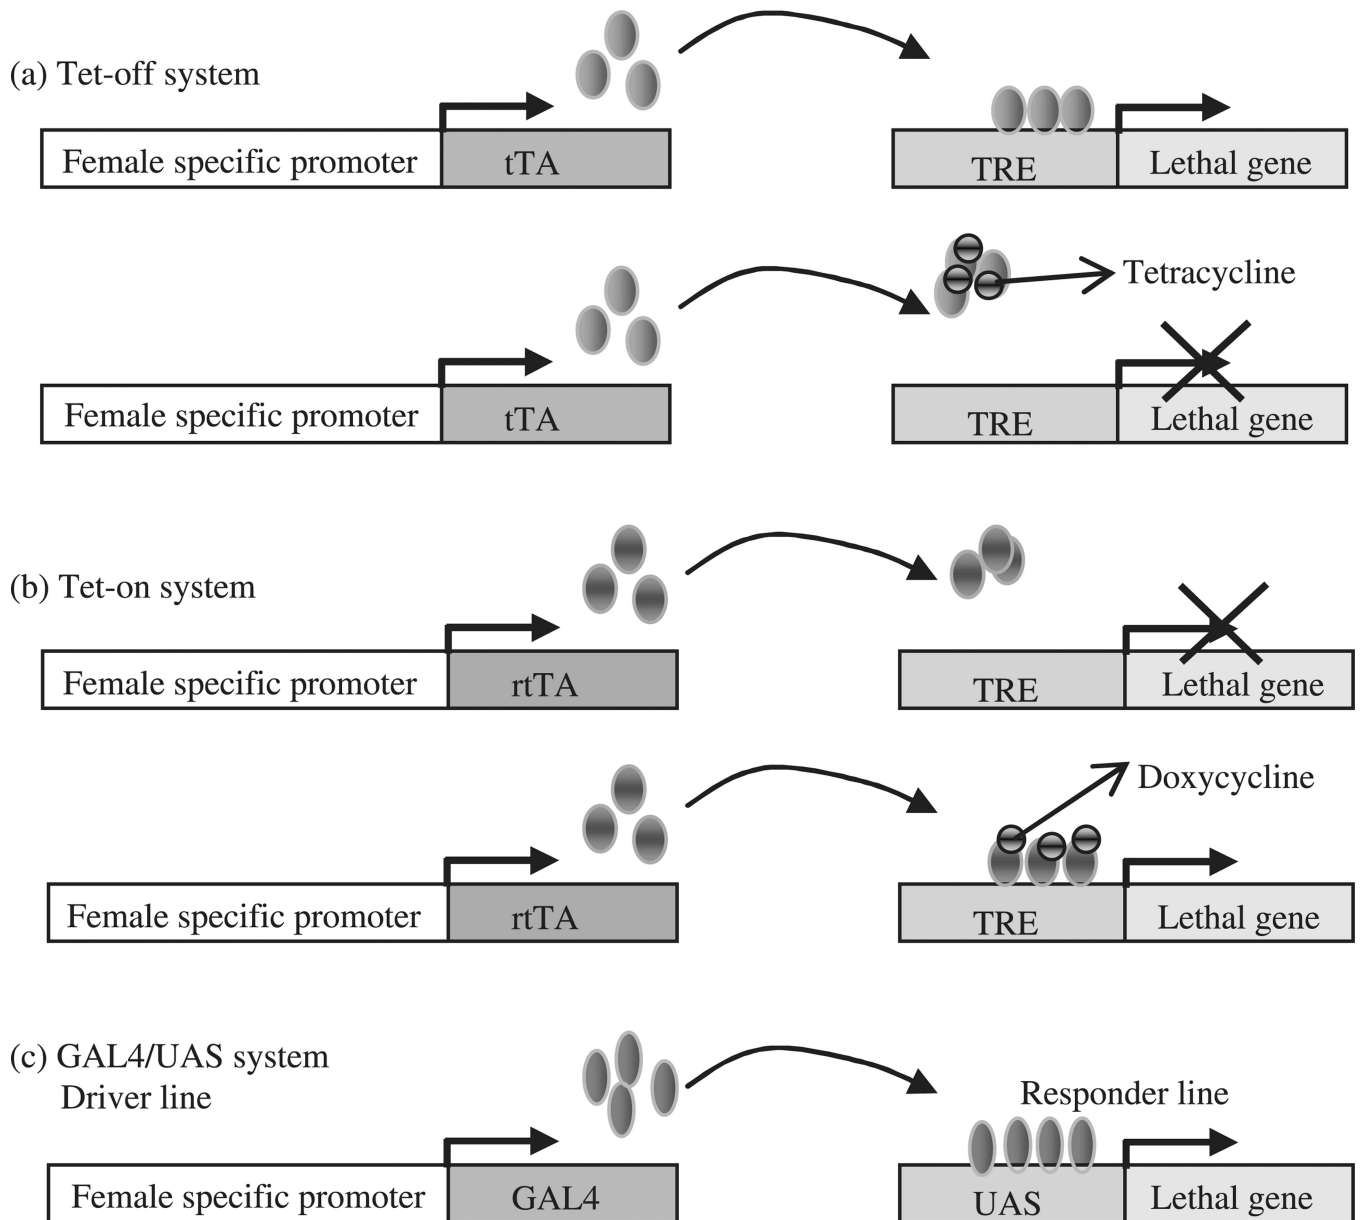 (a) Tet-off system
Female specific promoter tTA TRE Lethal gene
Tetracycline
Female specific promoter tTA TRE Lethal gene
(b) Tet-on system
Female specific promoter rtTA TRE Lethal gene
Doxycycline
Female specific promoter rtTA TRE Lethal gene
(c) GAL4/UAS system
Driver line Responder line
Female specific promoter GAL4 UAS Lethal gene